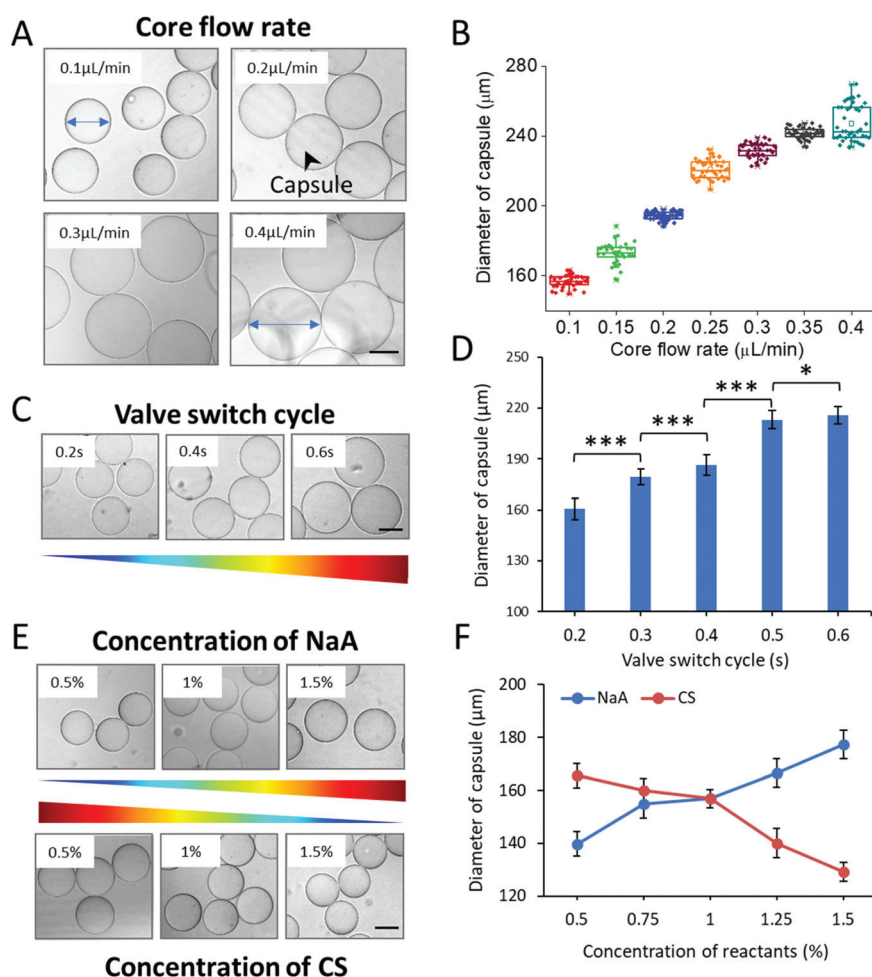 A
Core flow rate
0.1μL/min
0.2μL/min
Capsule
0.3μL/min
0.4μL/min
B
Diameter of capsule (μm)
280
240
200
160
0.1 0.15 0.2 0.25 0.3 0.35 0.4
Core flow rate (μL/min)
C
Valve switch cycle
0.2s
0.4s
0.6s
D
Diameter of capsule (μm)
250
220
190
160
130
100
*** *** *** *
0.2 0.3 0.4 0.5 0.6
Valve switch cycle (s)
E
Concentration of NaA
0.5%
1%
1.5%
0.5%
1%
1.5%
Concentration of CS
F
Diameter of capsule (μm)
NaA CS
200
180
160
140
120
0.5 0.75 1 1.25 1.5
Concentration of reactants (%)